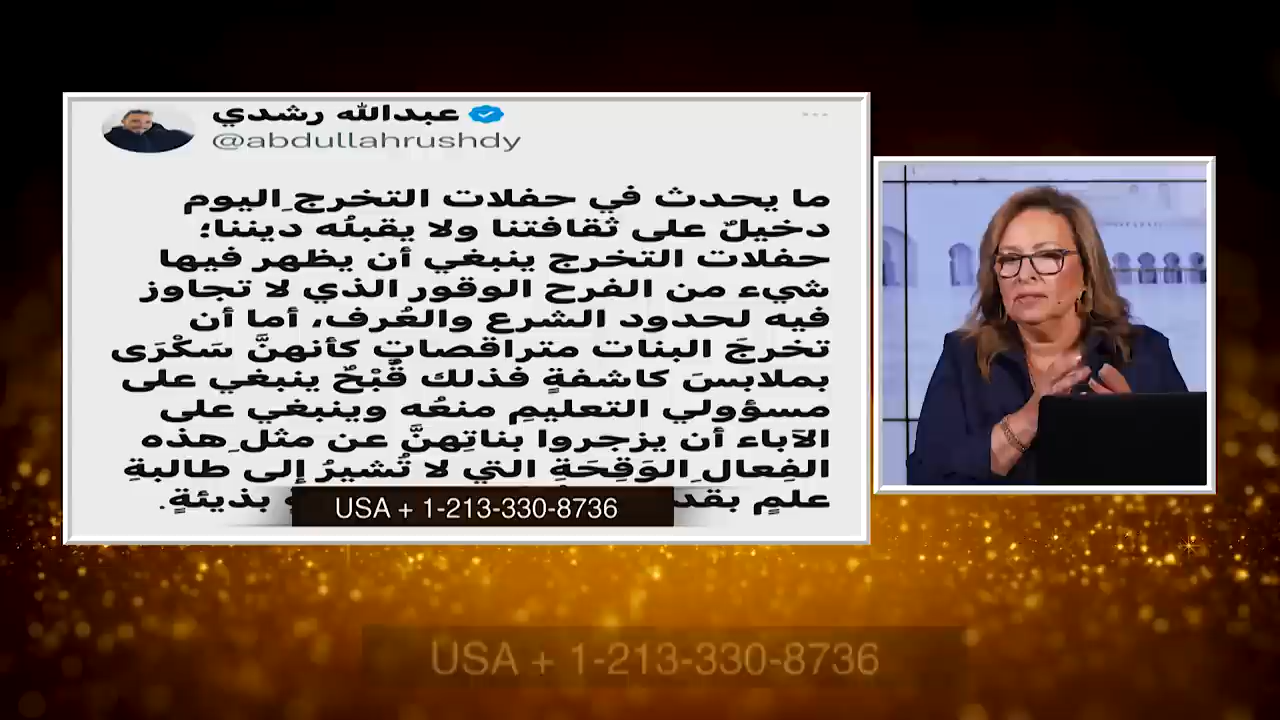 عبدالله رشدي
@abdullahrushdy
ما يحدث في حفلات التخرجِ اليوم
دخيلٌ على ثقافتنا ولا يقبلُه ديننا؛
حفلات التخرج ينبغي أن يظهر فيها
شيء من الفرح الوقور الذي لا تجاوز
فيه لحدود الشرع والعُرف، أما أن
تخرجَ البنات متراقصاتٍ كأنهنَّ سَكْرَى
بملابسَ كاشفةٍ فذلك قُبْحٌ ينبغي على
مسؤولي التعليمِ منعُه وينبغي على
الآباء أن يزجروا بناتِهنَّ عن مثلِ هذه
الفِعالِ الوَقِحَةِ التي لا تُشيرُ إلى طالبةِ
علمٍ بقد بذيئةٍ.
USA + 1-213-330-8736
USA + 1-213-330-8736